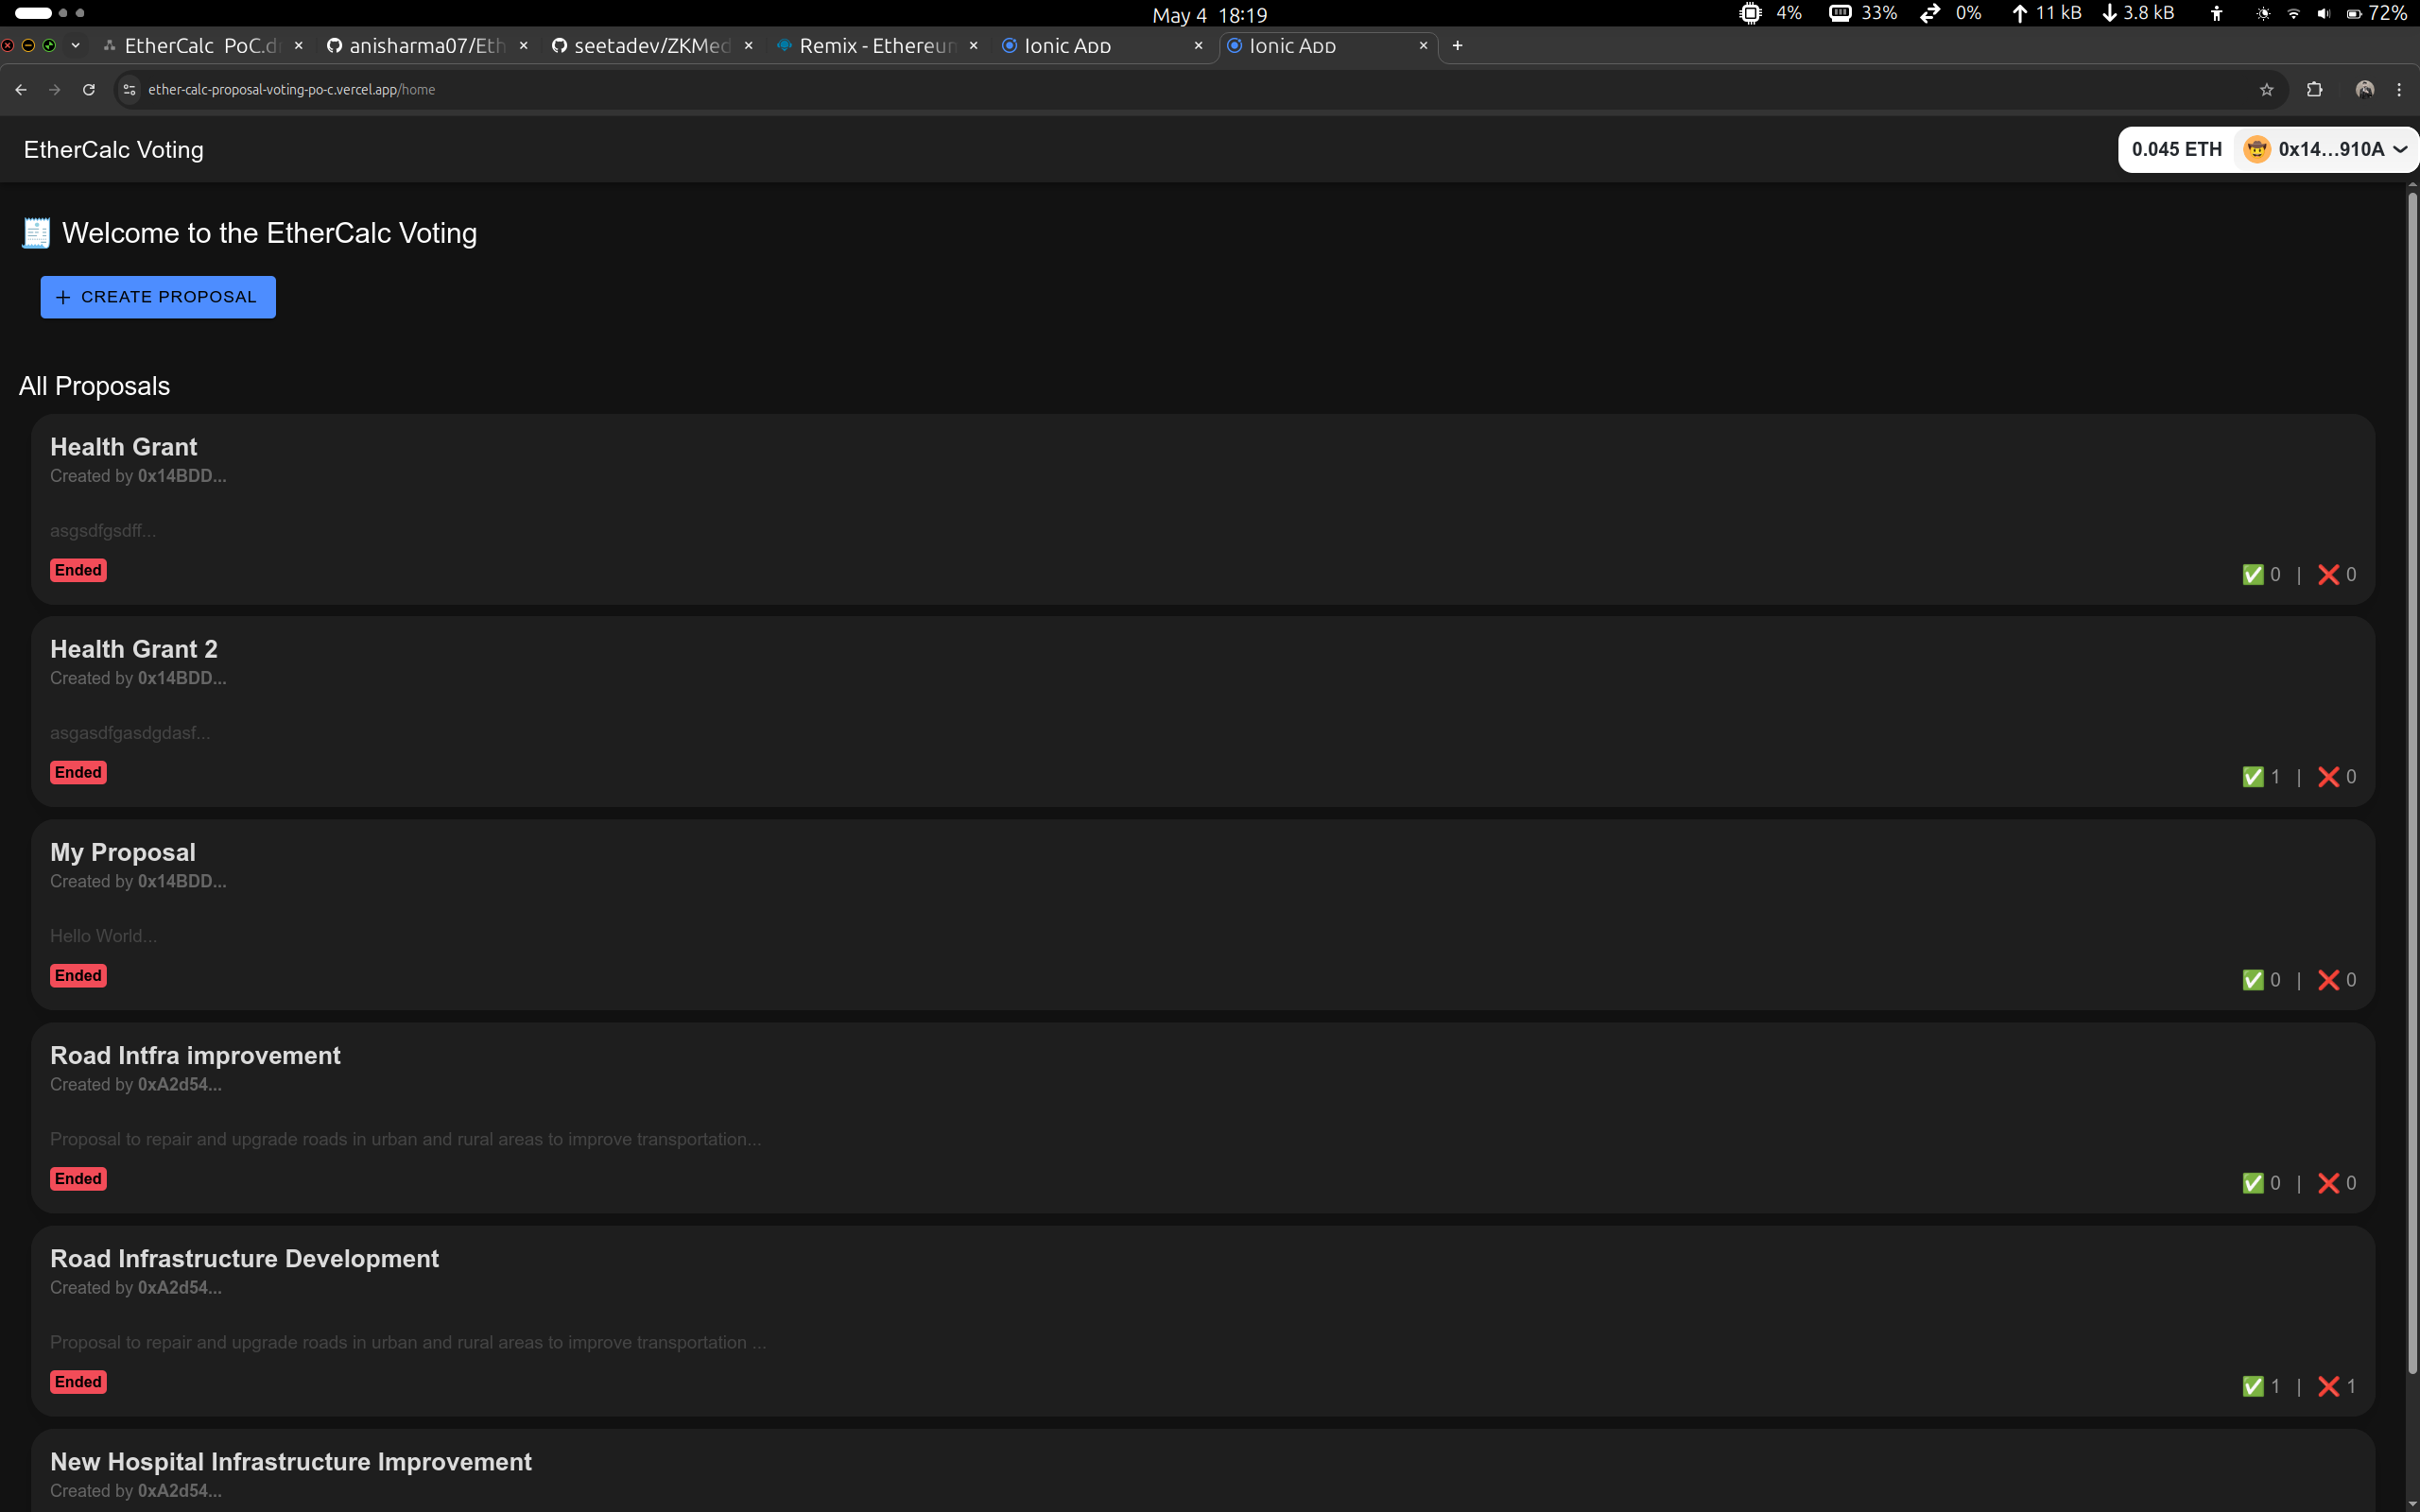 May 4 18:19
4% 33% 0% 11 kB 3.8 kB 72%
EtherCalc PoC.d
anisharma07/Eth
seetadev/ZKMed
Remix - Ethereum
Ionic App
Ionic App
ether-calc-proposal-voting-po-c.vercel.app/home
EtherCalc Voting
0.045 ETH 0x14...910A
Welcome to the EtherCalc Voting
+ CREATE PROPOSAL
All Proposals
Health Grant
Created by 0x14BDD...
asgsdfgsdff...
Ended
✅ 0 | ❌ 0
Health Grant 2
Created by 0x14BDD...
asgasdfgasdgdasf...
Ended
✅ 1 | ❌ 0
My Proposal
Created by 0x14BDD...
Hello World...
Ended
✅ 0 | ❌ 0
Road Intfra improvement
Created by 0xA2d54...
Proposal to repair and upgrade roads in urban and rural areas to improve transportation...
Ended
✅ 0 | ❌ 0
Road Infrastructure Development
Created by 0xA2d54...
Proposal to repair and upgrade roads in urban and rural areas to improve transportation ...
Ended
✅ 1 | ❌ 1
New Hospital Infrastructure Improvement
Created by 0xA2d54...